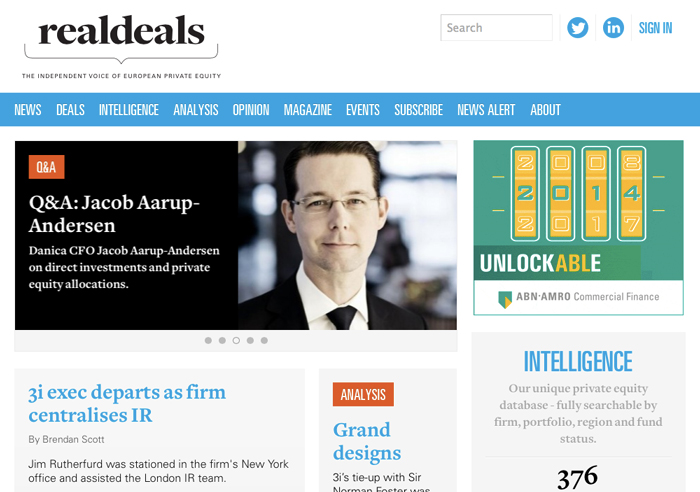 realdeals
THE INDEPENDENT VOICE OF EUROPEAN PRIVATE EQUITY
Search
SIGN IN
NEWS DEALS INTELLIGENCE ANALYSIS OPINION MAGAZINE EVENTS SUBSCRIBE NEWS ALERT ABOUT
Q&A
Q&A: Jacob Aarup-
Andersen
Danica CFO Jacob Aarup-Andersen
on direct investments and private
equity allocations.
2 0 0 8
2 0 1 4
2 0 1 7
UNLOCKABLE
ABN·AMRO Commercial Finance
3i exec departs as firm
centralises IR
By Brendan Scott
Jim Rutherfurd was stationed in the firm's New York
office and assisted the London IR team.
ANALYSIS
Grand
designs
3i's tie-up with Sir
Norman Foster was
INTELLIGENCE
Our unique private equity
database - fully searchable by
firm, portfolio, region and fund
status.
376